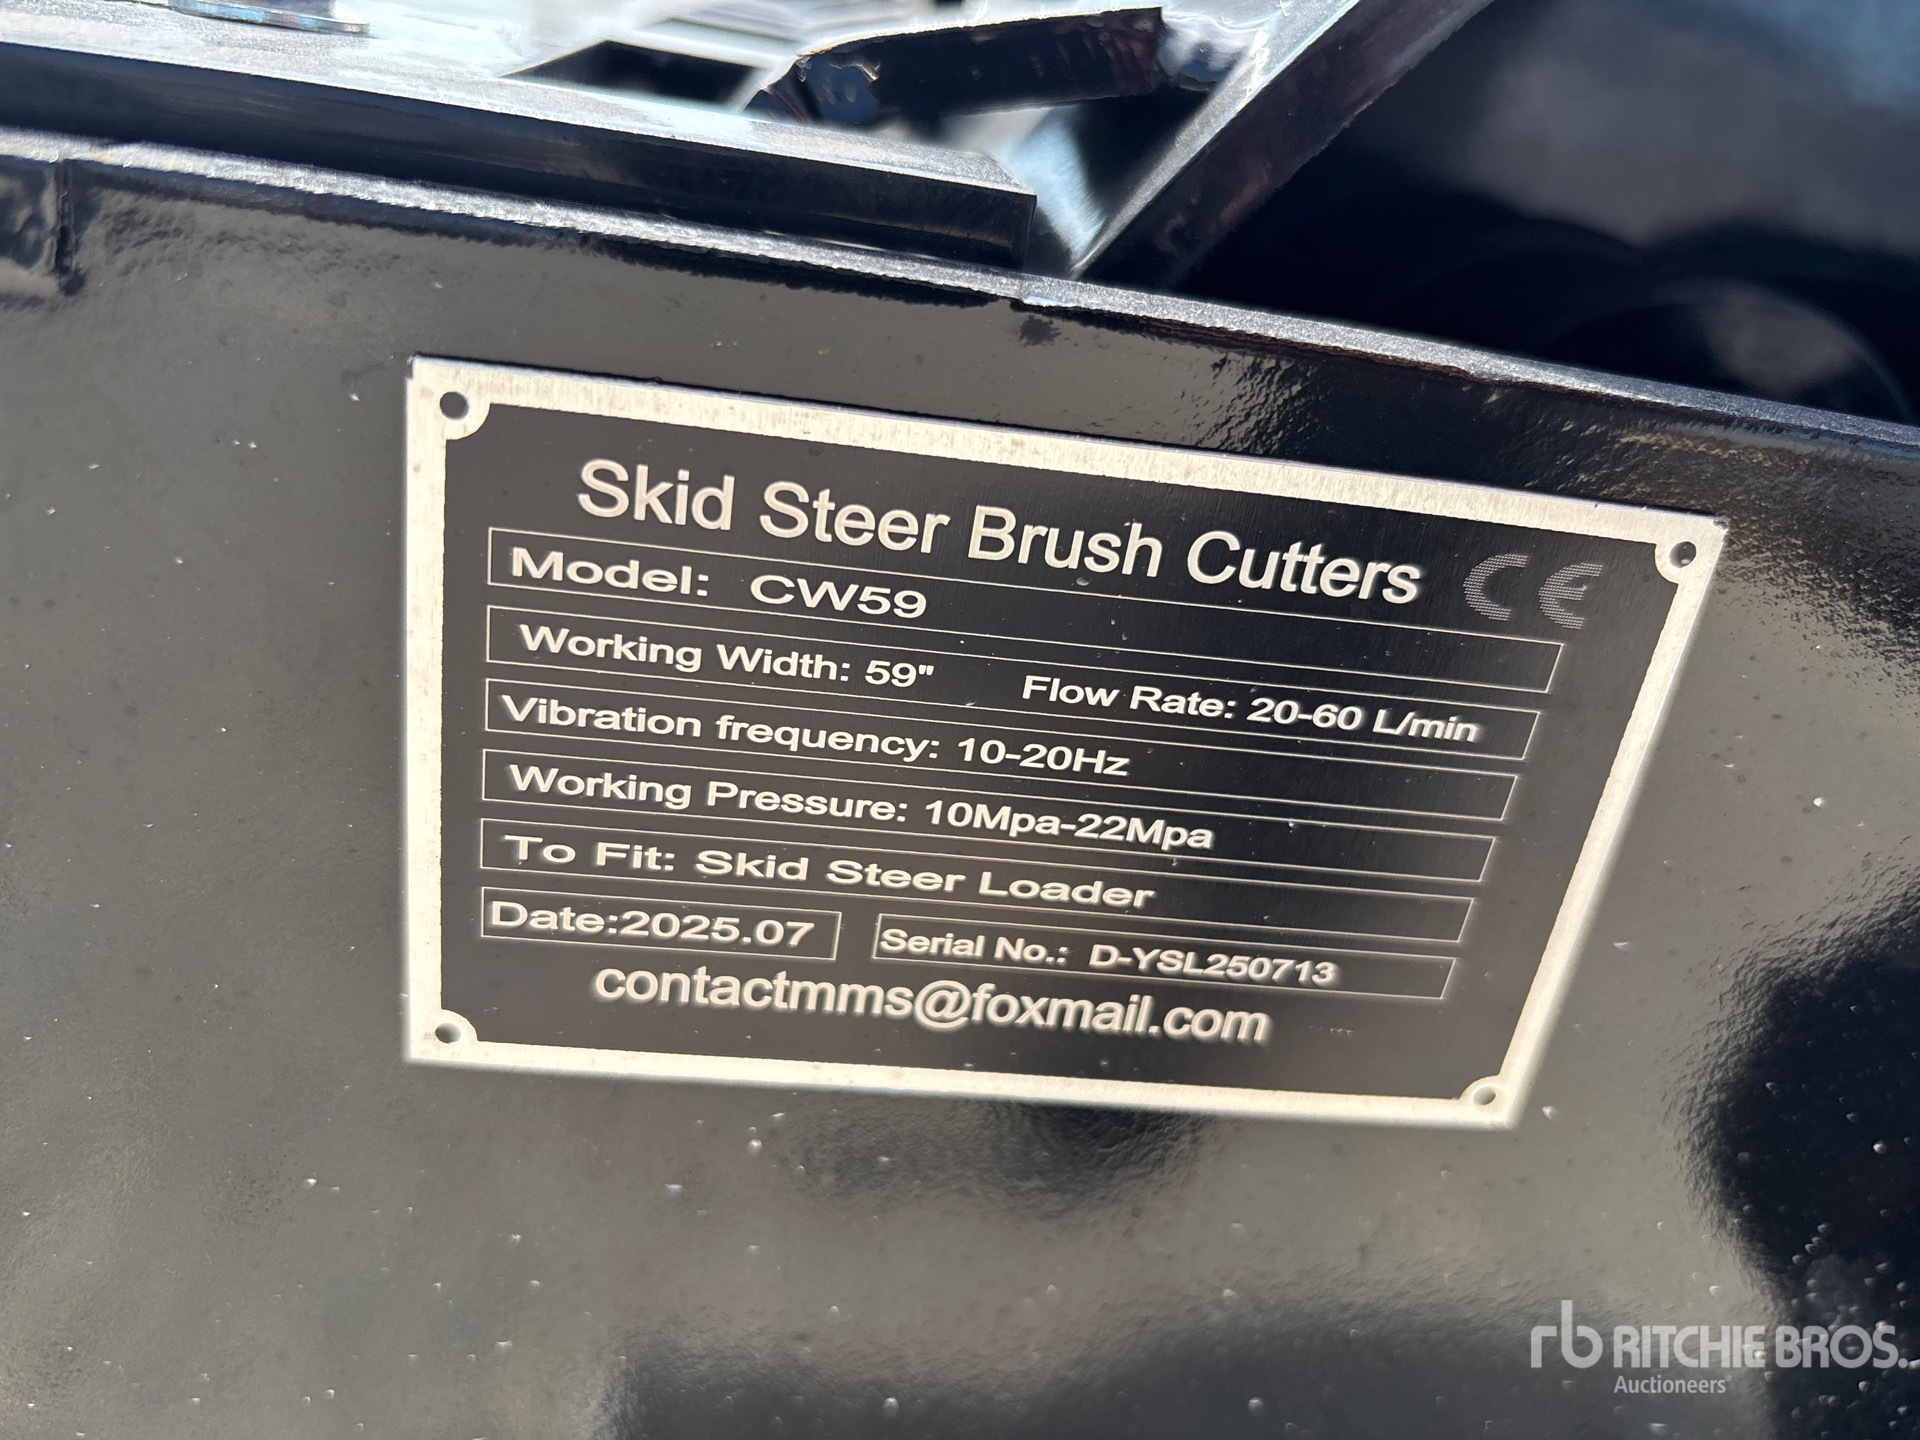 Skid Steer Brush Cutters CE
Model: CW59
Working Width: 59" Flow Rate: 20-60 L/min
Vibration frequency: 10-20Hz
Working Pressure: 10Mpa-22Mpa
To Fit: Skid Steer Loader
Date:2025.07 Serial No.: D-YSL250713
contactmms@foxmail.com
rb RITCHIE BROS.
Auctioneers